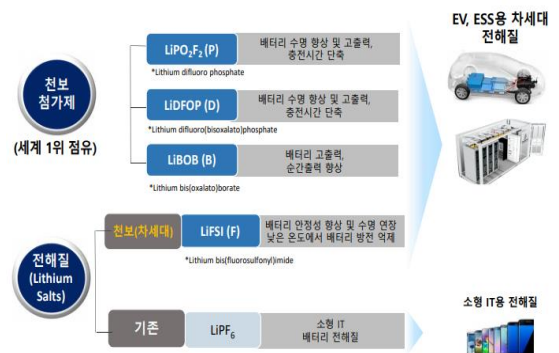 EV, ESS용 차세대
전해질
천보
첨가제
(세계 1위 점유)
LiPO₂F₂ (P)
배터리 수명 향상 및 고출력,
충전시간 단축
*Lithium difluoro phosphate
LiDFOP (D)
배터리 수명 향상 및 고출력,
충전시간 단축
*Lithium difluoro(bisoxalato)phosphate
LiBOB (B)
배터리 고출력,
순간출력 향상
*Lithium bis(oxalato)borate
전해질
(Lithium
Salts)
천보(차세대)
LiFSI (F)
배터리 안정성 향상 및 수명 연장
낮은 온도에서 배터리 방전 억제
*Lithium bis(fluorosulfonyl)imide
기존
LiPF₆
소형 IT
배터리 전해질
소형 IT용 전해질